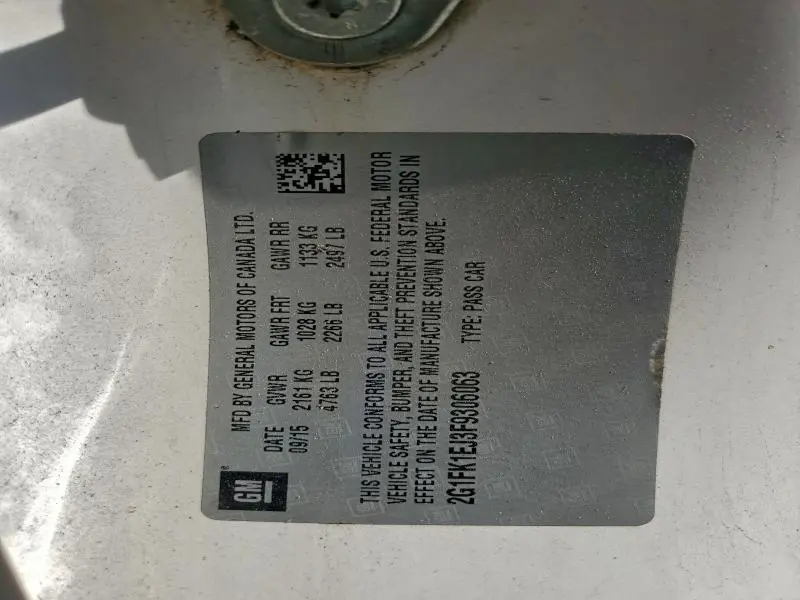 GM
MFD BY GENERAL MOTORS OF CANADA LTD.
DATE GVWR GAWR FRT GAWR RR
09/15 2161 KG 1028 KG 1133 KG
4763 LB 2266 LB 2497 LB
THIS VEHICLE CONFORMS TO ALL APPLICABLE U.S. FEDERAL MOTOR
VEHICLE SAFETY, BUMPER, AND THEFT PREVENTION STANDARDS IN
EFFECT ON THE DATE OF MANUFACTURE SHOWN ABOVE.
2G1FK1EJ3F9306063 TYPE: PASS CAR